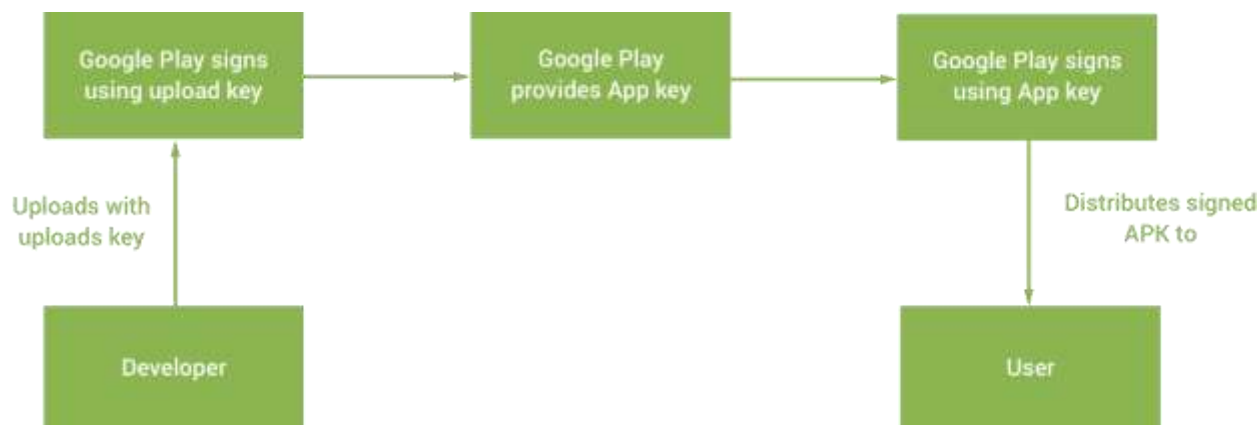 Google Play signs
using upload key
Google Play
provides App key
Google Play signs
using App key
Uploads with
uploads key
Distributes signed
APK to
Developer
User